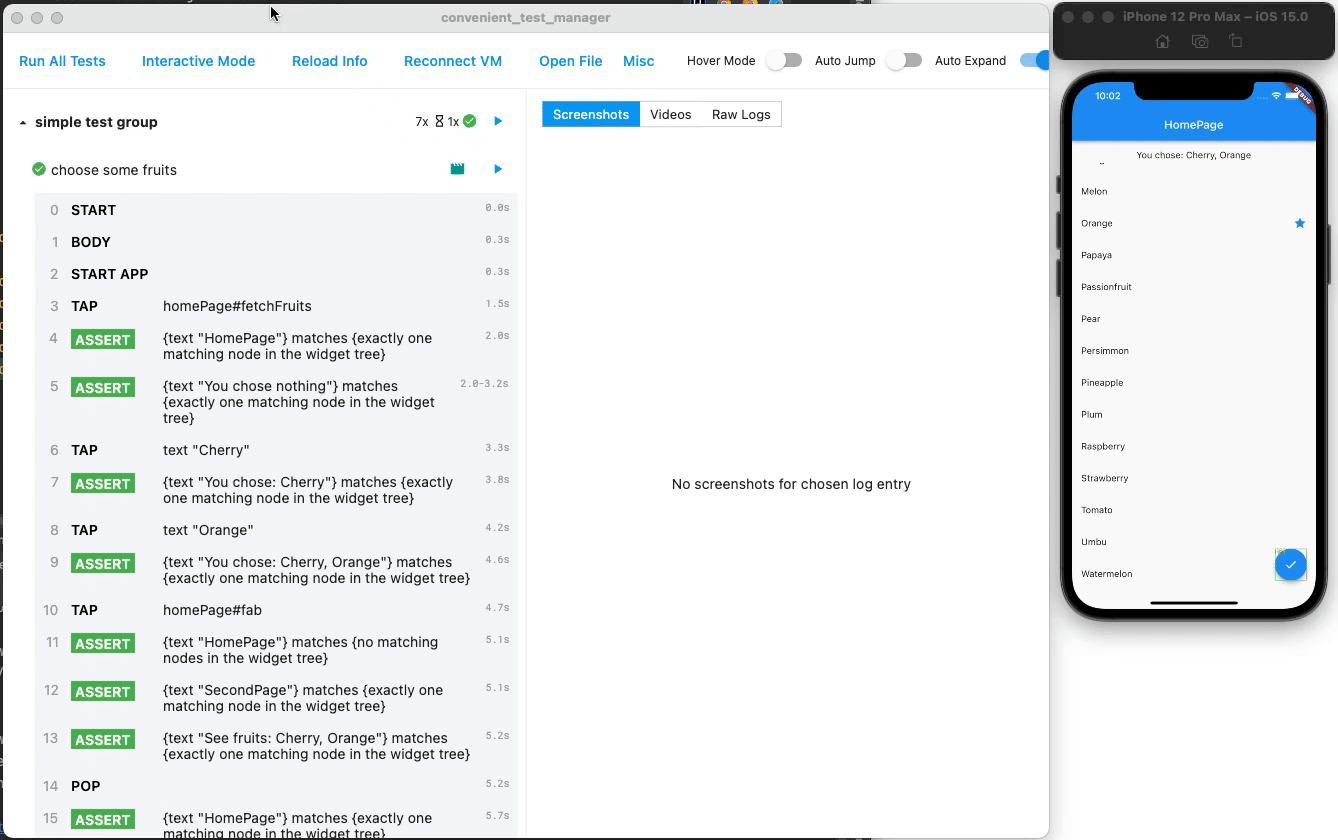 convenient_test_manager
Run All Tests
Interactive Mode
Reload Info
Reconnect VM
Open File
Misc
Hover Mode
Auto Jump
Auto Expand
simple test group
7x
1x
choose some fruits
0 START 0.0s
1 BODY 0.3s
2 START APP 0.3s
3 TAP homePage#fetchFruits 1.5s
4 ASSERT {text "HomePage"} matches {exactly one 2.0s
matching node in the widget tree}
5 ASSERT {text "You chose nothing"} matches 2.0-3.2s
{exactly one matching node in the widget
tree}
6 TAP text "Cherry" 3.3s
7 ASSERT {text "You chose: Cherry"} matches {exactly 3.8s
one matching node in the widget tree}
8 TAP text "Orange" 4.2s
9 ASSERT {text "You chose: Cherry, Orange"} matches 4.6s
{exactly one matching node in the widget tree}
10 TAP homePage#fab 4.7s
11 ASSERT {text "HomePage"} matches {no matching 5.1s
nodes in the widget tree}
12 ASSERT {text "SecondPage"} matches {exactly one 5.1s
matching node in the widget tree}
13 ASSERT {text "See fruits: Cherry, Orange"} matches 5.2s
{exactly one matching node in the widget tree}
14 POP 5.2s
15 ASSERT {text "HomePage"} matches {exactly one 5.7s
matching node in the widget tree}
Screenshots
Videos
Raw Logs
No screenshots for chosen log entry
iPhone 12 Pro Max – iOS 15.0
10:02
DEBUG
HomePage
You chose: Cherry, Orange
Melon
Orange
Papaya
Passionfruit
Pear
Persimmon
Pineapple
Plum
Raspberry
Strawberry
Tomato
Umbu
Watermelon